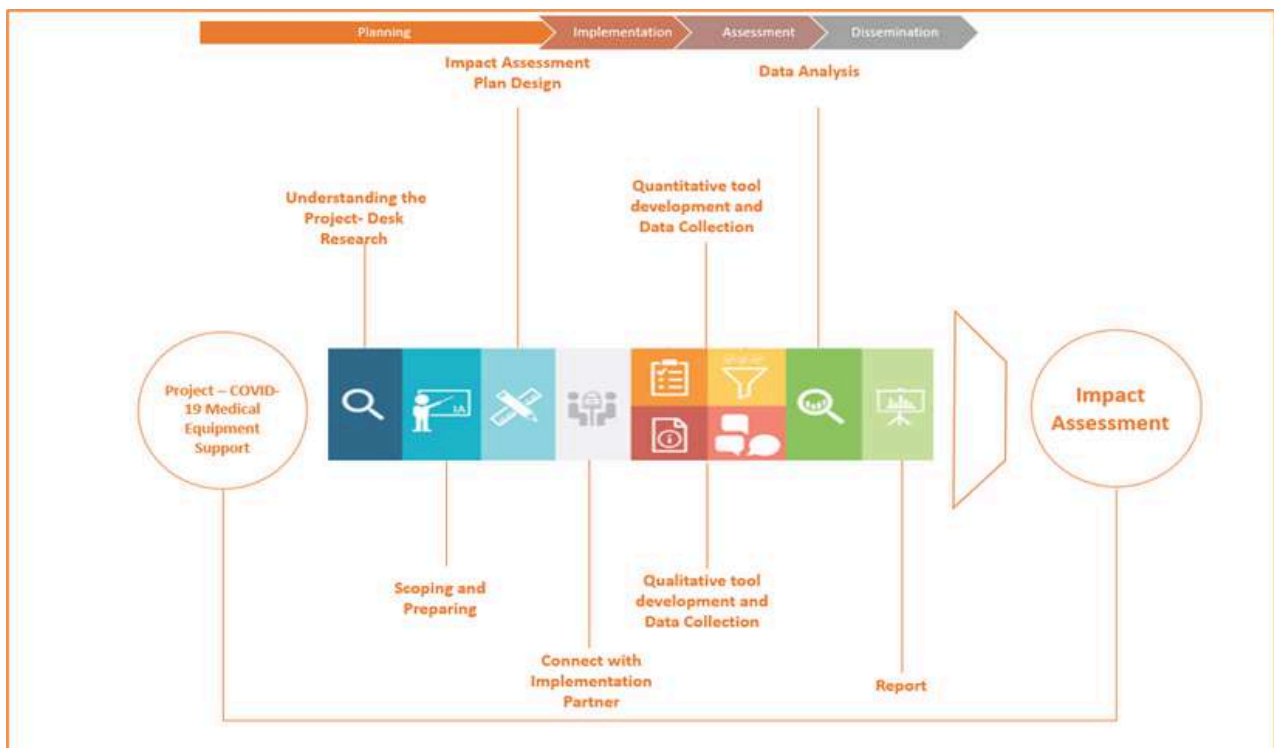 Planning
Implementation
Assessment
Dissemination
Impact Assessment
Plan Design
Data Analysis
Understanding the
Project- Desk
Research
Quantitative tool
development and
Data Collection
Project – COVID-
19 Medical
Equipment
Support
IA
Impact
Assessment
Scoping and
Preparing
Qualitative tool
development and
Data Collection
Connect with
Implementation
Partner
Report